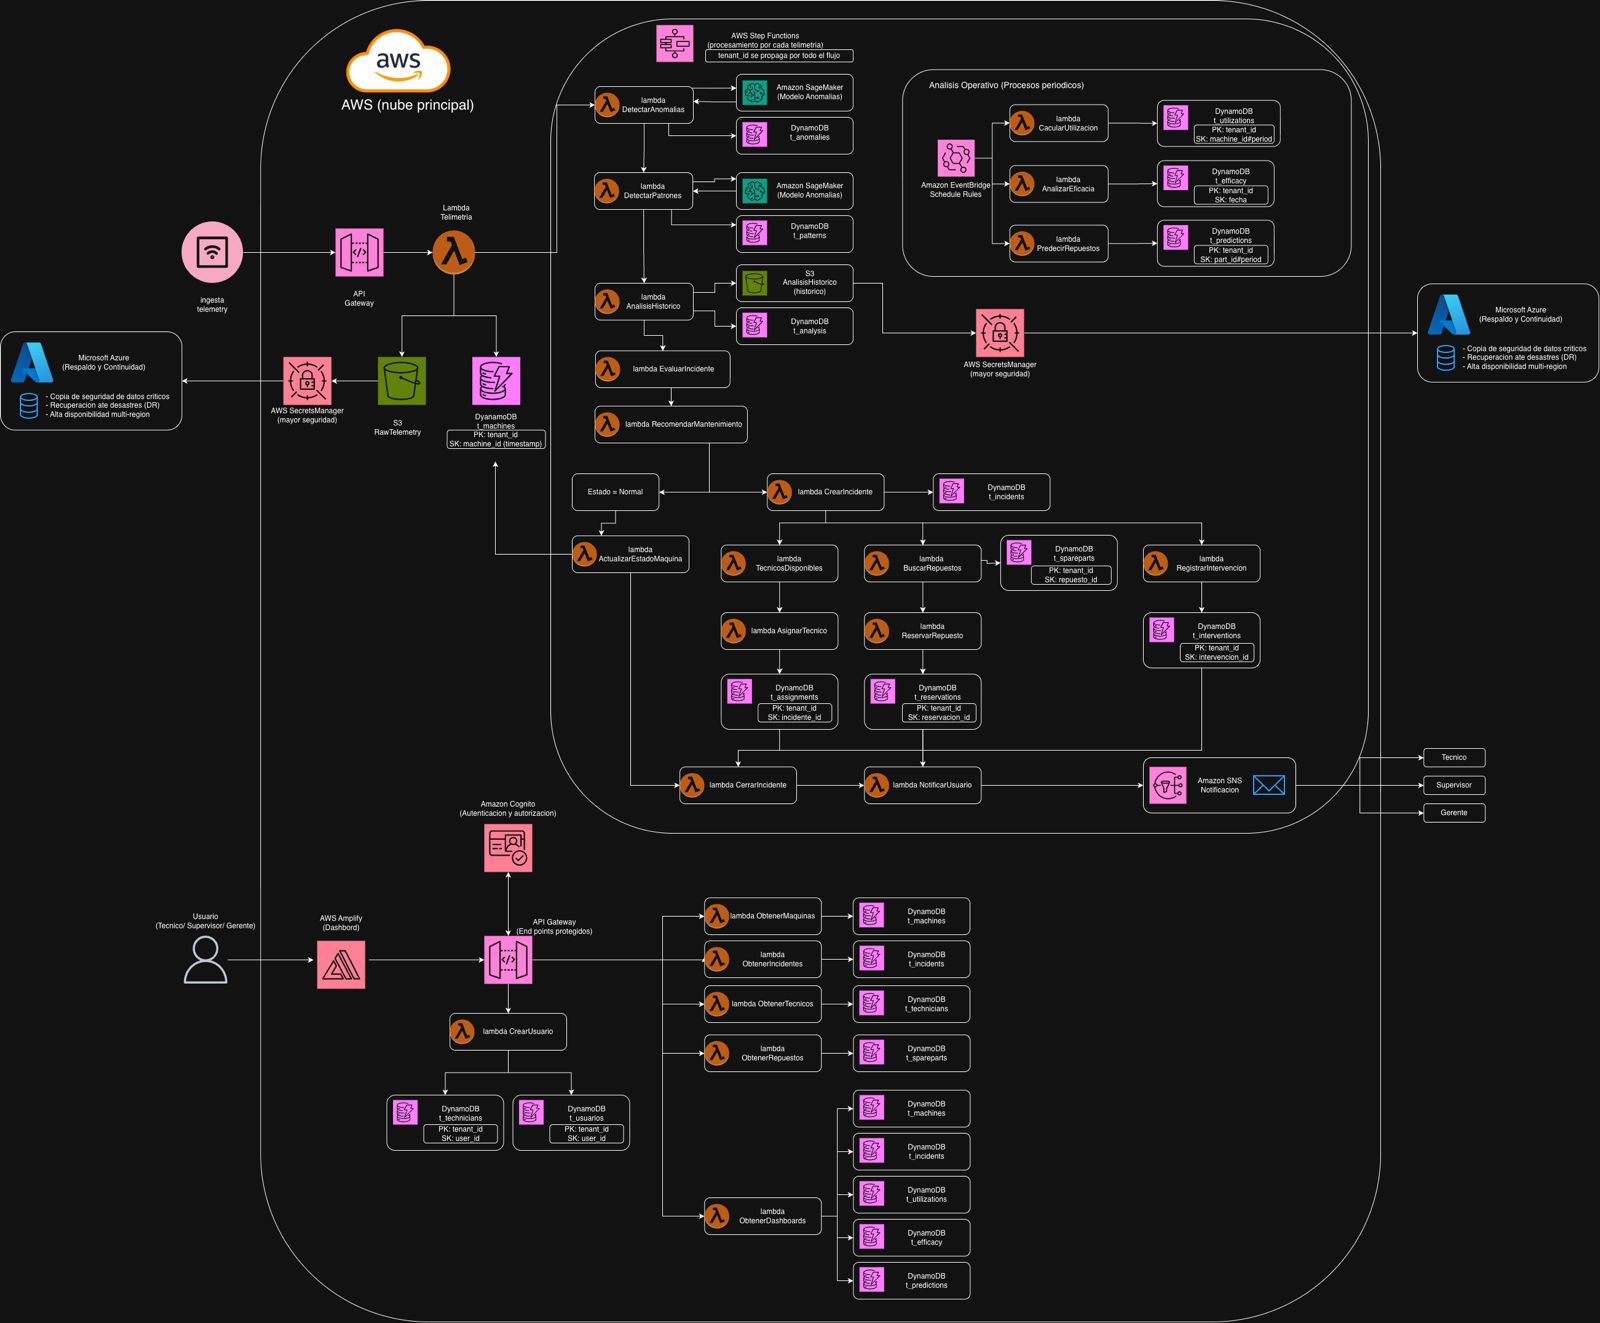 aws
AWS (nube principal)
AWS Step Functions
(procesamiento por cada telimetria)
tenant_id se propaga por todo el flujo
lambda
DetectarAnomalias
Amazon SageMaker
(Modelo Anomalias)
DynamoDB
t_anomalies
lambda
DetectarPatrones
Amazon SageMaker
(Modelo Anomalias)
DynamoDB
t_patterns
lambda
AnalisisHistorico
S3
AnalisisHistorico
(historico)
DynamoDB
t_analysis
lambda EvaluarIncidente
lambda RecomendarMantenimiento
Analisis Operativo (Procesos periodicos)
Amazon EventBridge
Schedule Rules
lambda
CacularUtilizacion
DynamoDB
t_utilizations
PK: tenant_id
SK: machine_id#period
lambda
AnalizarEficacia
DynamoDB
t_efficacy
PK: tenant_id
SK: fecha
lambda
PredecirRepuestos
DynamoDB
t_predictions
PK: tenant_id
SK: part_id#period
ingesta
telemetry
API
Gateway
Lambda
Telimetria
Microsoft Azure
(Respaldo y Continuidad)
- Copia de seguridad de datos criticos
- Recuperacion ate desastres (DR)
- Alta disponibilidad multi-region
AWS SecretsManager
(mayor seguridad)
S3
RawTelemetry
DyanamoDB
t_machines
PK: tenant_id
SK: machine_id (timestamp)
AWS SecretsManager
(mayor seguridad)
Microsoft Azure
(Respaldo y Continuidad)
- Copia de seguridad de datos criticos
- Recuperacion ate desastres (DR)
- Alta disponibilidad multi-region
Estado = Normal
lambda CrearIncidente
DynamoDB
t_incidents
lambda
ActualizarEstadoMaquina
lambda
TecnicosDisponibles
lambda
BuscarRepuestos
DynamoDB
t_spareparts
PK: tenant_id
SK: repuesto_id
lambda
RegistrarIntervencion
lambda AsignarTecnico
lambda
ReservarRepuesto
DynamoDB
t_interventions
PK: tenant_id
SK: intervencion_id
DynamoDB
t_assignments
PK: tenant_id
SK: incidente_id
DynamoDB
t_reservations
PK: tenant_id
SK: reservacion_id
lambda CerrarIncidente
lambda NotificarUsuario
Amazon SNS
Notificacion
Tecnico
Supervisor
Gerente
Amazon Cognito
(Autenticacion y autorizacion)
Usuario
(Tecnico/ Supervisor/ Gerente)
AWS Amplify
(Dashbord)
API Gateway
(End points protegidos)
lambda CrearUsuario
DynamoDB
t_technicians
PK: tenant_id
SK: user_id
DynamoDB
t_usuarios
PK: tenant_id
SK: user_id
lambda ObtenerMaquinas
DynamoDB
t_machines
lambda
ObtenerIncidentes
DynamoDB
t_incidents
lambda ObtenerTecnicos
DynamoDB
t_technicians
lambda
ObtenerRepuestos
DynamoDB
t_spareparts
lambda
ObtenerDashboards
DynamoDB
t_machines
DynamoDB
t_incidents
DynamoDB
t_utilizations
DynamoDB
t_efficacy
DynamoDB
t_predictions